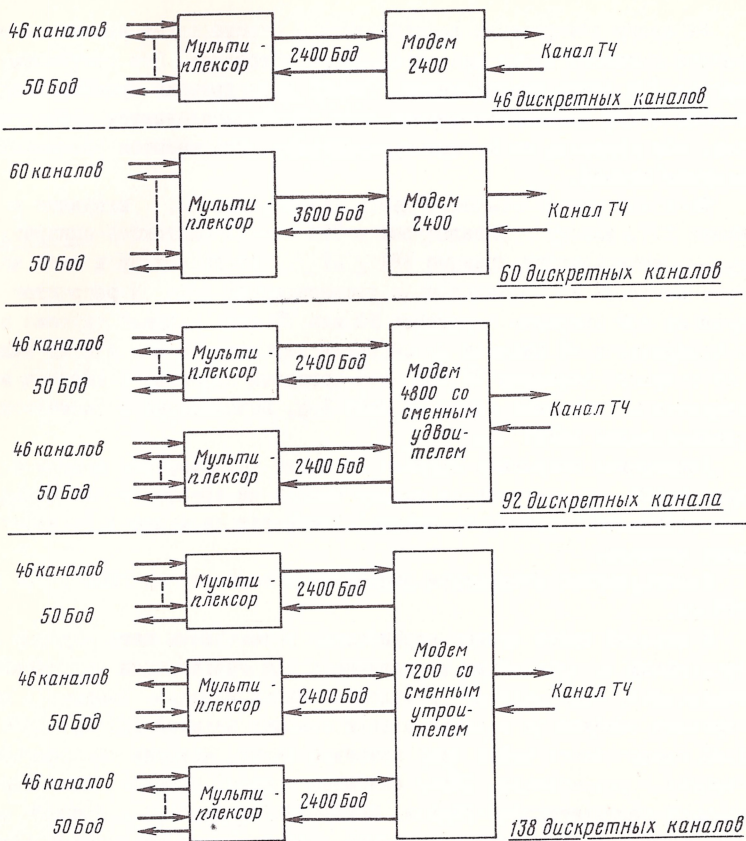 46 каналов
50 Бод
Мульти-
плексор
2400 Бод
Модем
2400
Канал ТЧ
46 дискретных каналов
60 каналов
50 Бод
Мульти-
плексор
3600 Бод
Модем
2400
Канал ТЧ
60 дискретных каналов
46 каналов
50 Бод
Мульти-
плексор
2400 Бод
46 каналов
50 Бод
Мульти-
плексор
2400 Бод
Модем
4800 со
сменным
удвои-
телем
Канал ТЧ
92 дискретных канала
46 каналов
50 Бод
Мульти-
плексор
2400 Бод
46 каналов
50 Бод
Мульти-
плексор
2400 Бод
46 каналов
50 Бод
Мульти-
плексор
2400 Бод
Модем
7200 со
сменным
утрои-
телем
Канал ТЧ
138 дискретных каналов